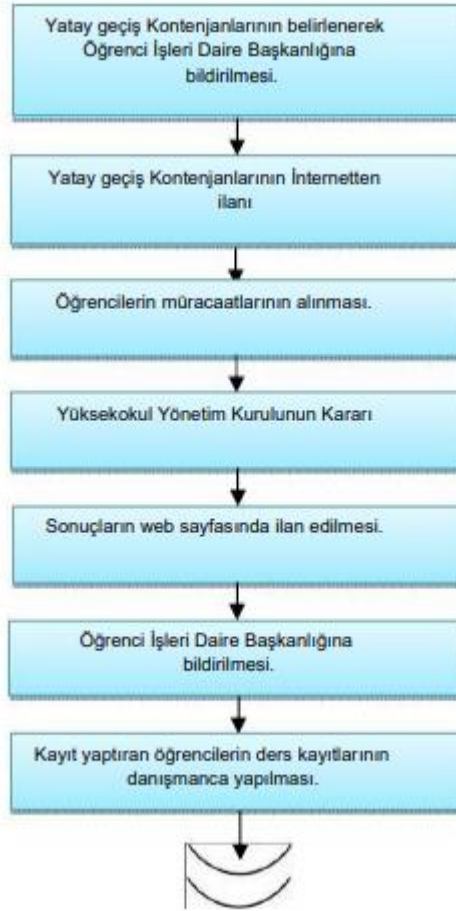 Yatay geçiş Kontenjanlarının belirlenerek
Öğrenci İşleri Daire Başkanlığına
bildirilmesi.
Yatay geçiş Kontenjanlarının İnternetten
ilanı
Öğrencilerin müracaatlarının alınması.
Yüksekokul Yönetim Kurulunun Kararı
Sonuçların web sayfasında ilan edilmesi.
Öğrenci İşleri Daire Başkanlığına
bildirilmesi.
Kayıt yaptıran öğrencilerin ders kayıtlarının
danışmanca yapılması.